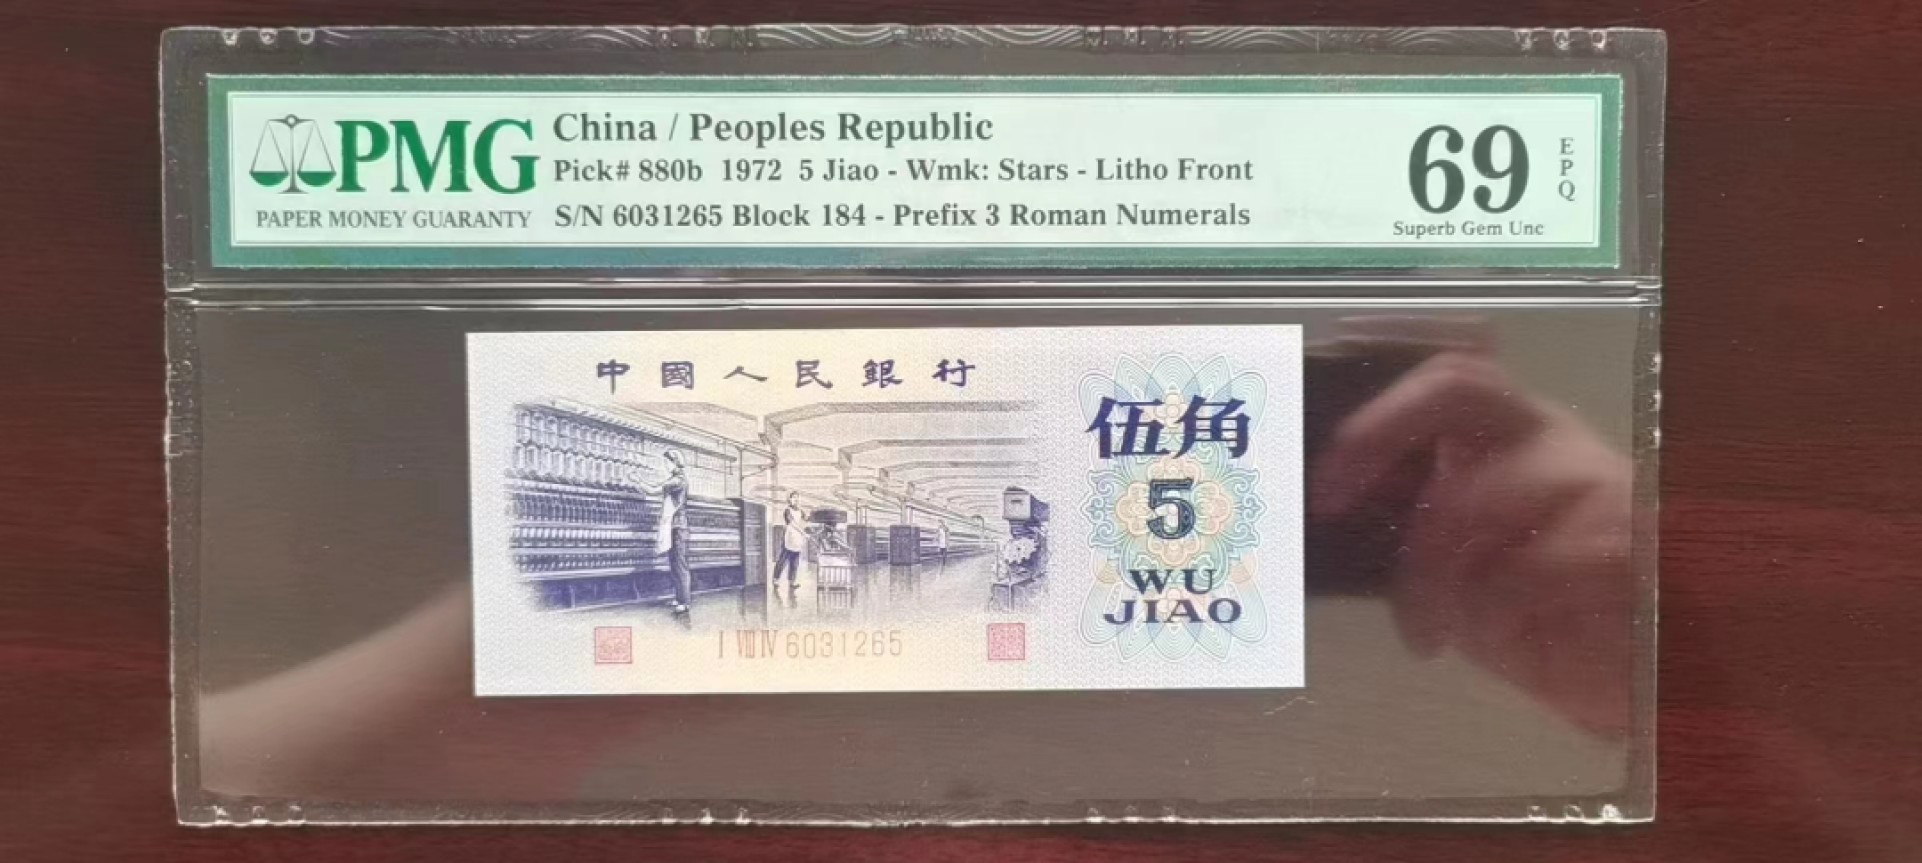 PMG
PAPER MONEY GUARANTY
China / Peoples Republic
Pick# 880b 1972 5 Jiao - Wmk: Stars - Litho Front
S/N 6031265 Block 184 - Prefix 3 Roman Numerals
69
EPQ
Superb Gem Unc
中國人民銀行
伍角
5
WU
JIAO
I VIII IV 6031265